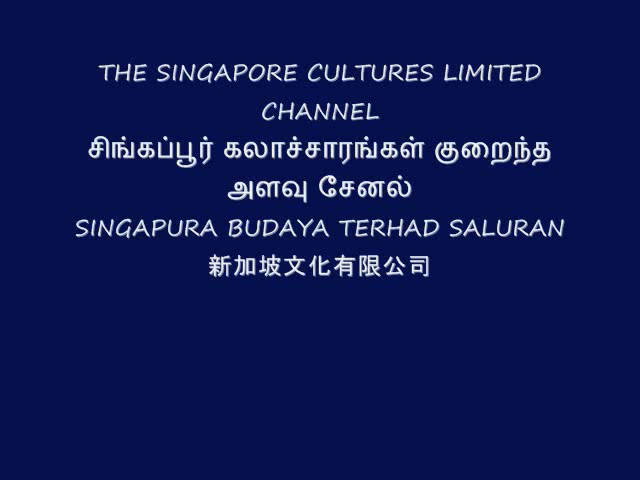 THE SINGAPORE CULTURES LIMITED
CHANNEL
சிங்கப்பூர் கலாச்சாரங்கள் குறைந்த
அளவு சேனல்
SINGAPURA BUDAYA TERHAD SALURAN
新加坡文化有限公司